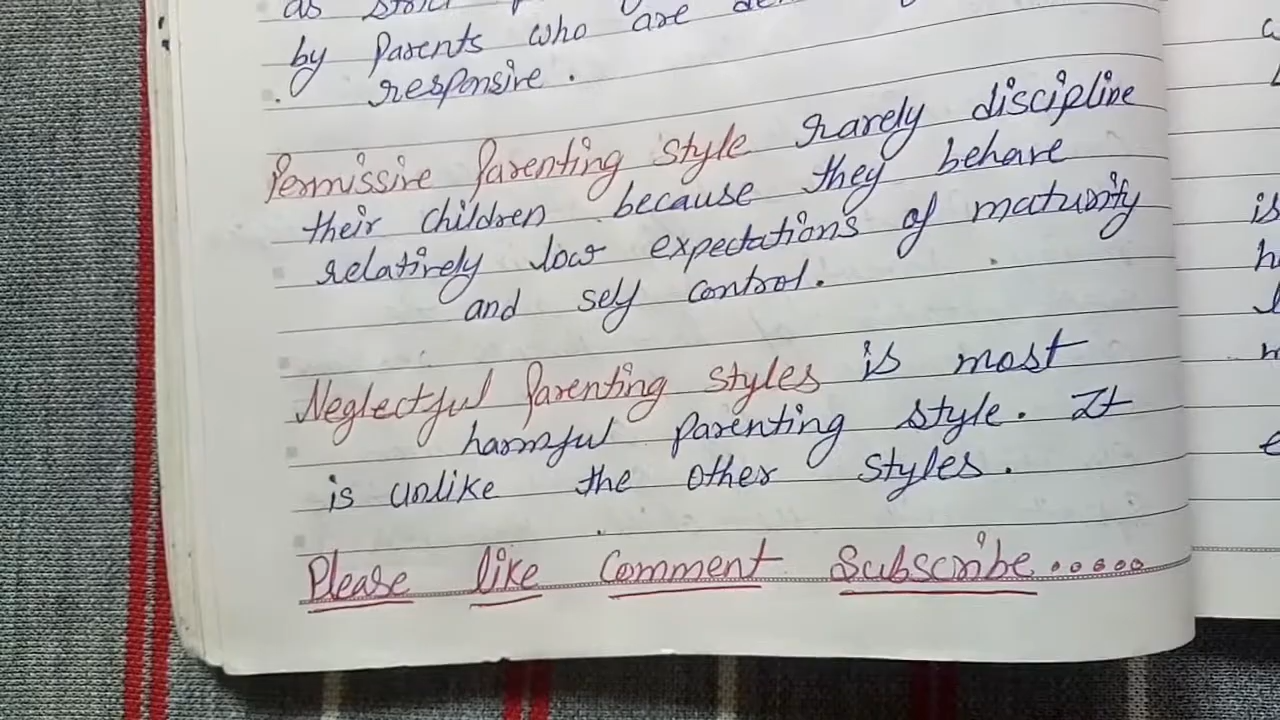 as
by Parents who are
responsive.
Permissive Parenting Style rarely discipline
their children because they behave
relatively low expectations of maturity
and self control.
Neglectful Parenting Styles is most
harmful parenting style. It
is unlike the other styles.
Please like Comment Subscribe.....
is